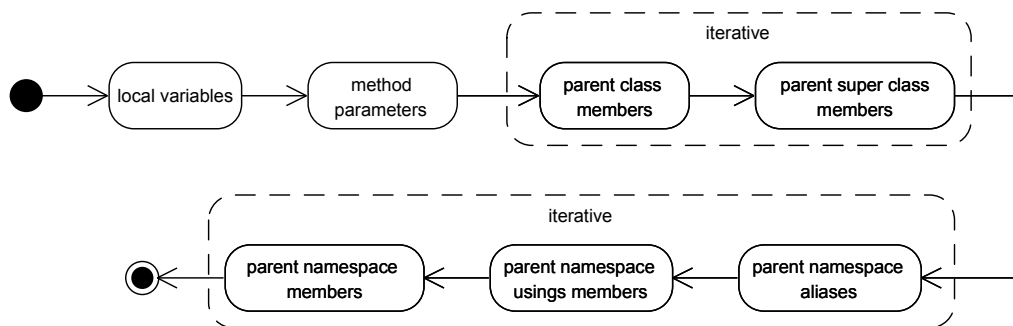 iterative
local variables
method
parameters
parent class
members
parent super class
members
iterative
parent namespace
members
parent namespace
usings members
parent namespace
aliases